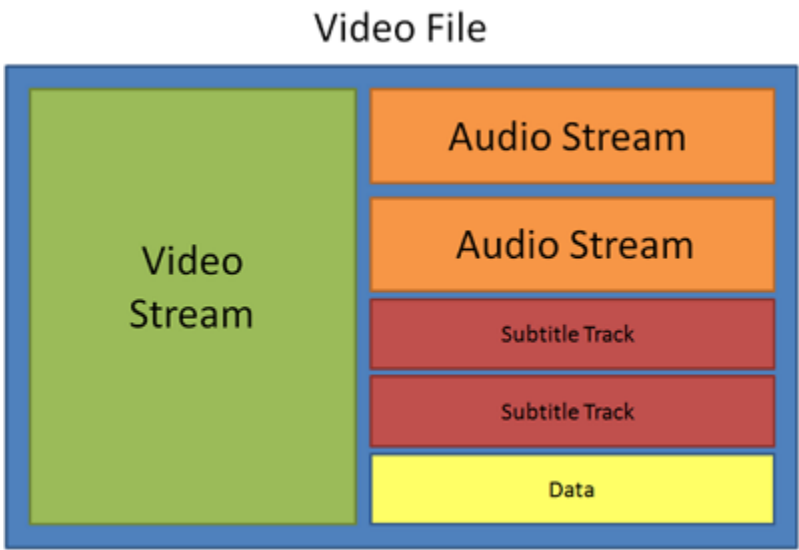 Video File
Video
Stream
Audio Stream
Audio Stream
Subtitle Track
Subtitle Track
Data